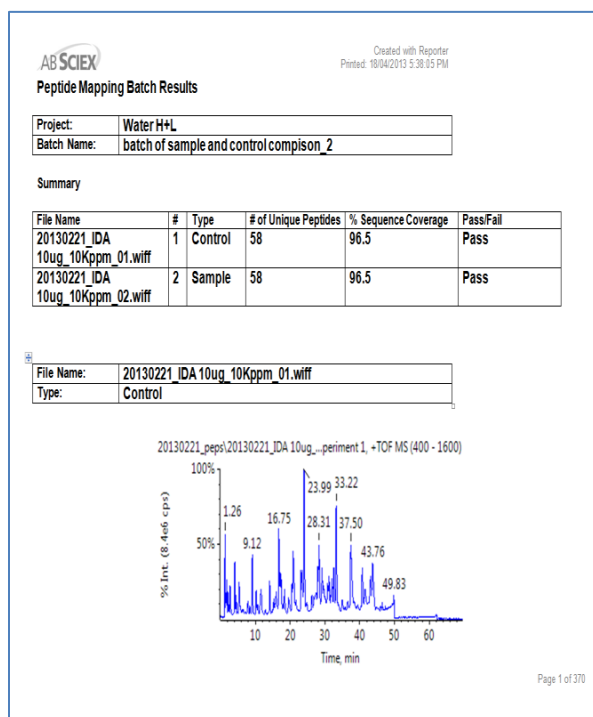 AB SCIEX
Created with Reporter
Printed: 18/04/2013 5:38:05 PM
Peptide Mapping Batch Results
Project: Water H+L
Batch Name: batch of sample and control compison_2
Summary
File Name # Type # of Unique Peptides % Sequence Coverage Pass/Fail
20130221_IDA 1 Control 58 96.5 Pass
10ug_10Kppm_01.wiff
20130221_IDA 2 Sample 58 96.5 Pass
10ug_10Kppm_02.wiff
File Name: 20130221_IDA 10ug_10Kppm_01.wiff
Type: Control
20130221_peps\20130221_IDA 10ug_...periment 1, +TOF MS (400 - 1600)
100%
23.99 33.22
1.26 16.75 28.31 37.50
50% 9.12 43.76
49.83
% Int. (8.4e6 cps)
10 20 30 40 50 60
Time, min
Page 1 of 370